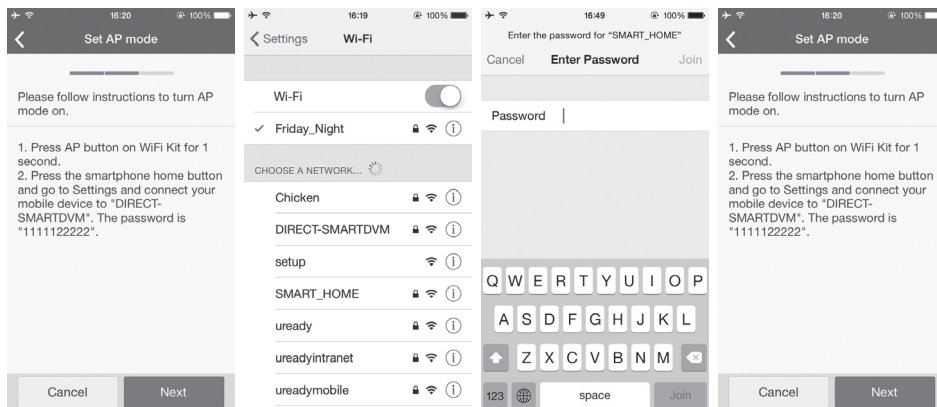 16:20
100%
Set AP mode
Please follow instructions to turn AP
mode on.
1. Press AP button on WiFi Kit for 1
second.
2. Press the smartphone home button
and go to Settings and connect your
mobile device to "DIRECT-
SMARTDVM". The password is
"1111122222".
Cancel
Next
16:19
100%
Settings
Wi-Fi
Wi-Fi
Friday_Night
CHOOSE A NETWORK...
Chicken
DIRECT-SMARTDVM
setup
SMART_HOME
uready
ureadyintranet
ureadymobile
16:49
100%
Enter the password for “SMART_HOME”
Cancel
Enter Password
Join
Password
Q W E R T Y U I O P
A S D F G H J K L
Z X C V B N M
123
space
Join
16:20
100%
Set AP mode
Please follow instructions to turn AP
mode on.
1. Press AP button on WiFi Kit for 1
second.
2. Press the smartphone home button
and go to Settings and connect your
mobile device to "DIRECT-
SMARTDVM". The password is
"1111122222".
Cancel
Next